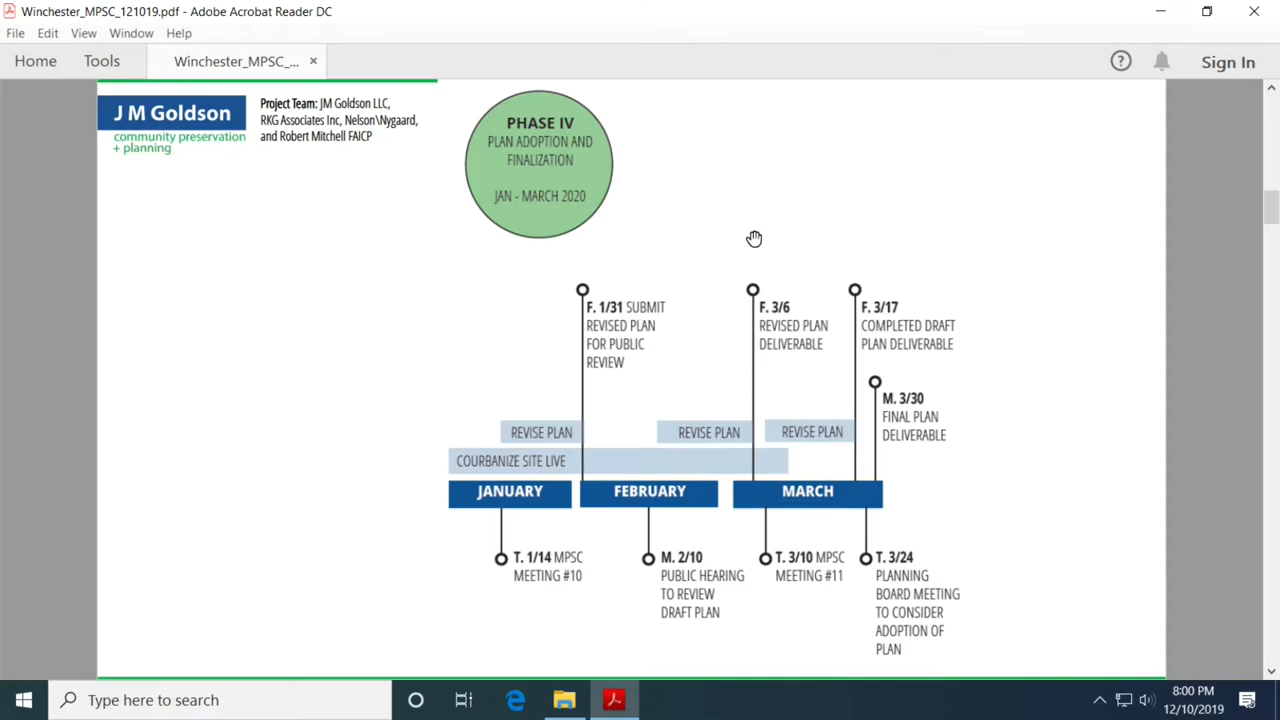 Winchester_MPSC_121019.pdf - Adobe Acrobat Reader DC
File Edit View Window Help
Home Tools Winchester_MPSC_... × Sign In
J M Goldson
community preservation
+ planning
Project Team: JM Goldson LLC,
RKG Associates Inc, Nelson\Nygaard,
and Robert Mitchell FAICP
PHASE IV
PLAN ADOPTION AND
FINALIZATION
JAN - MARCH 2020
F. 1/31 SUBMIT
REVISED PLAN
FOR PUBLIC
REVIEW
F. 3/6
REVISED PLAN
DELIVERABLE
F. 3/17
COMPLETED DRAFT
PLAN DELIVERABLE
M. 3/30
FINAL PLAN
DELIVERABLE
REVISE PLAN REVISE PLAN REVISE PLAN
COURBANIZE SITE LIVE
JANUARY FEBRUARY MARCH
T. 1/14 MPSC
MEETING #10
M. 2/10
PUBLIC HEARING
TO REVIEW
DRAFT PLAN
T. 3/10 MPSC
MEETING #11
T. 3/24
PLANNING
BOARD MEETING
TO CONSIDER
ADOPTION OF
PLAN
Type here to search
8:00 PM
12/10/2019